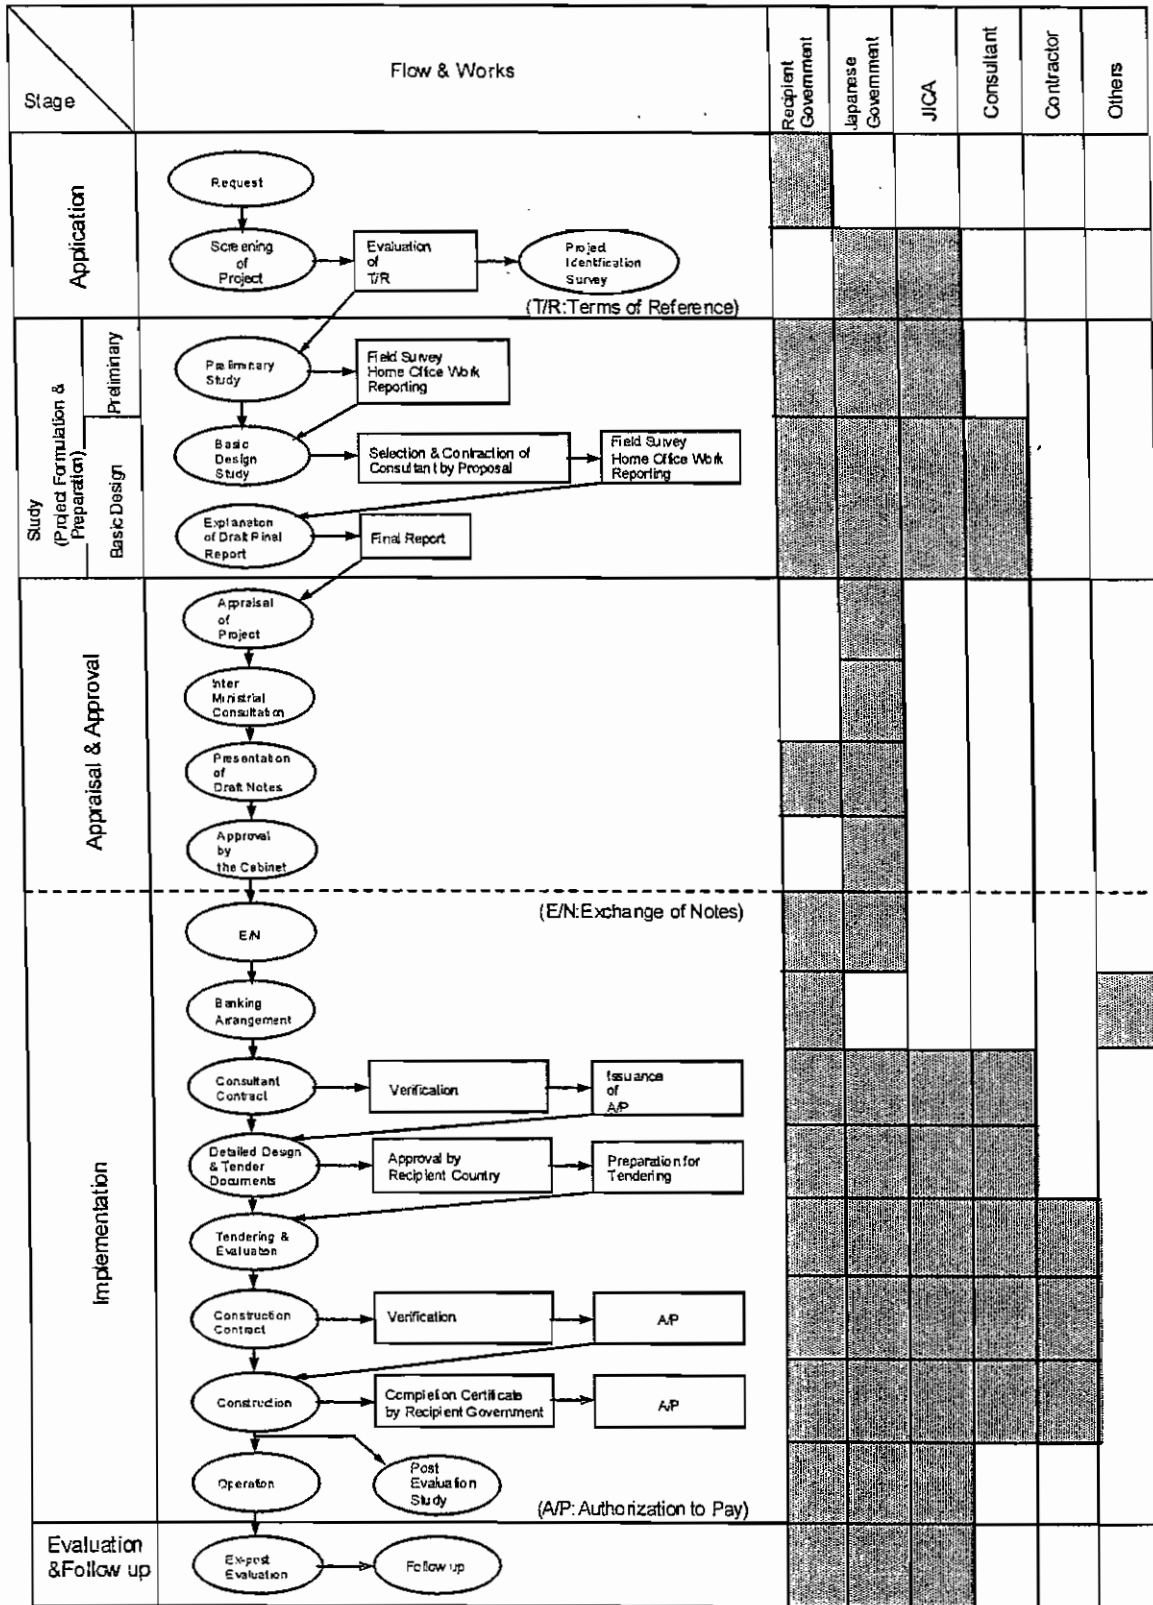 Stage
Flow & Works
Recipient
Government
Japanese
Government
JICA
Consultant
Contractor
Others
Application
Request
Screening
of
Project
Evaluation
of
T/R
Project
Identification
Survey
(T/R:Terms of Reference)
Study
(Project Formulation &
Preparation)
Preliminary
Preliminary
Study
Field Survey
Home Office Work
Reporting
Basic Design
Basic
Design
Study
Selection & Contraction of
Consultant by Proposal
Field Survey
Home Office Work
Reporting
Explanation
of Draft Final
Report
Final Report
Appraisal & Approval
Appraisal
of
Project
Inter
Ministrial
Consultation
Presentation
of
Draft Notes
Approval
by
the Cabinet
Implementation
(E/N:Exchange of Notes)
E/N
Banking
Arrangement
Consultant
Contract
Verification
Issuance
of
A/P
Detailed Design
& Tender
Documents
Approval by
Recipient Country
Preparation for
Tendering
Tendering &
Evaluation
Construction
Contract
Verification
A/P
Construction
Completion Certificate
by Recipient Government
A/P
Operation
Post
Evaluation
Study
(A/P:Authorization to Pay)
Evaluation
&Follow up
Ex-post
Evaluation
Follow up